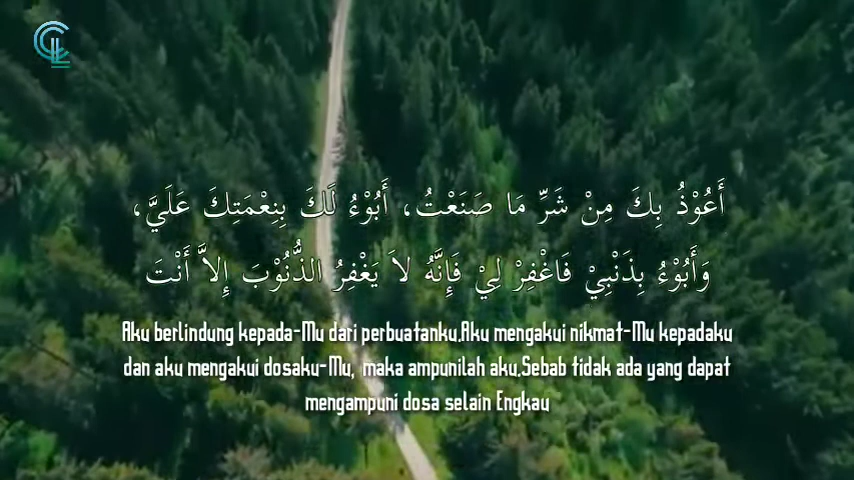 أَعُوْذُ بِكَ مِنْ شَرِّ مَا صَنَعْتُ، أَبُوْءُ لَكَ بِنِعْمَتِكَ عَلَيَّ،
وَأَبُوْءُ بِذَنْبِيْ فَاغْفِرْ لِيْ فَإِنَّهُ لاَ يَغْفِرُ الذُّنُوْبَ إِلاَّ أَنْتَ
Aku berlindung kepada-Mu dari perbuatanku.Aku mengakui nikmat-Mu kepadaku
dan aku mengakui dosaku-Mu, maka ampunilah aku.Sebab tidak ada yang dapat
mengampuni dosa selain Engkau